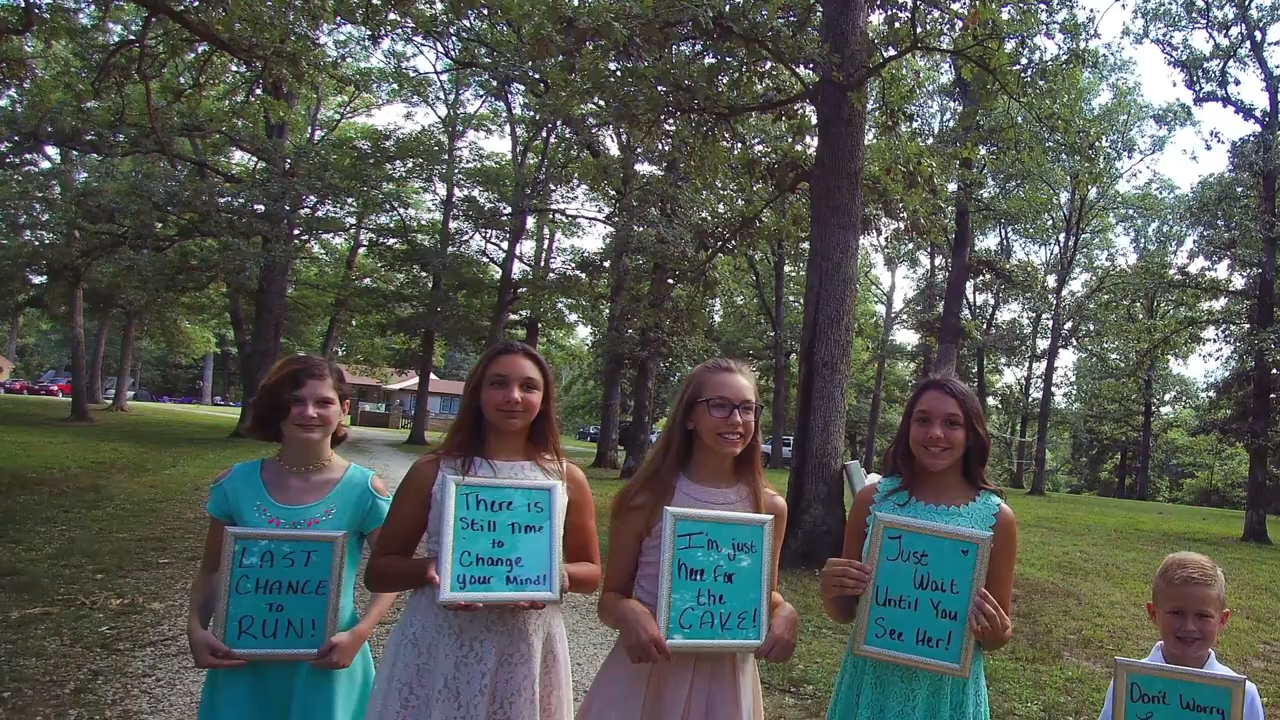 LAST
CHANCE
TO
RUN!
There is
Still Time
to
Change
your Mind!
I'm just
here for
the
CAKE!
Just
Wait
Until You
See Her!
Don't Worry